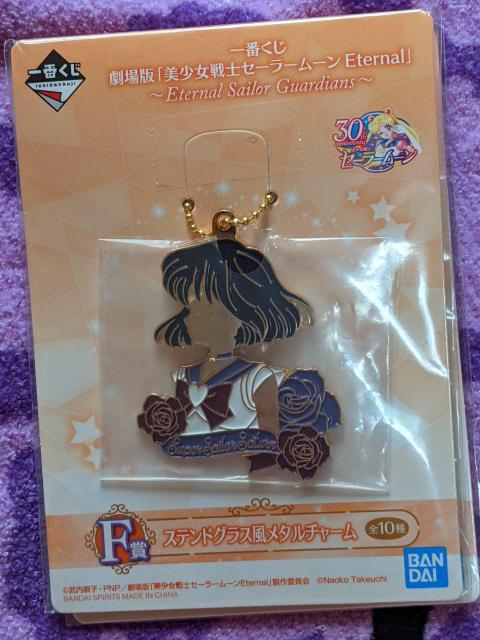 一番くじ
ichibankuji
一番くじ
劇場版「美少女戦士セーラームーン Eternal」
～Eternal Sailor Guardians～
30th
anniversary
セーラームーン
Super Sailor Saturn
F賞
ステンドグラス風メタルチャーム
全10種
©武内直子・PNP／劇場版「美少女戦士セーラームーンEternal」製作委員会 ©Naoko Takeuchi
BANDAI SPIRITS MADE IN CHINA
BAN
DAI